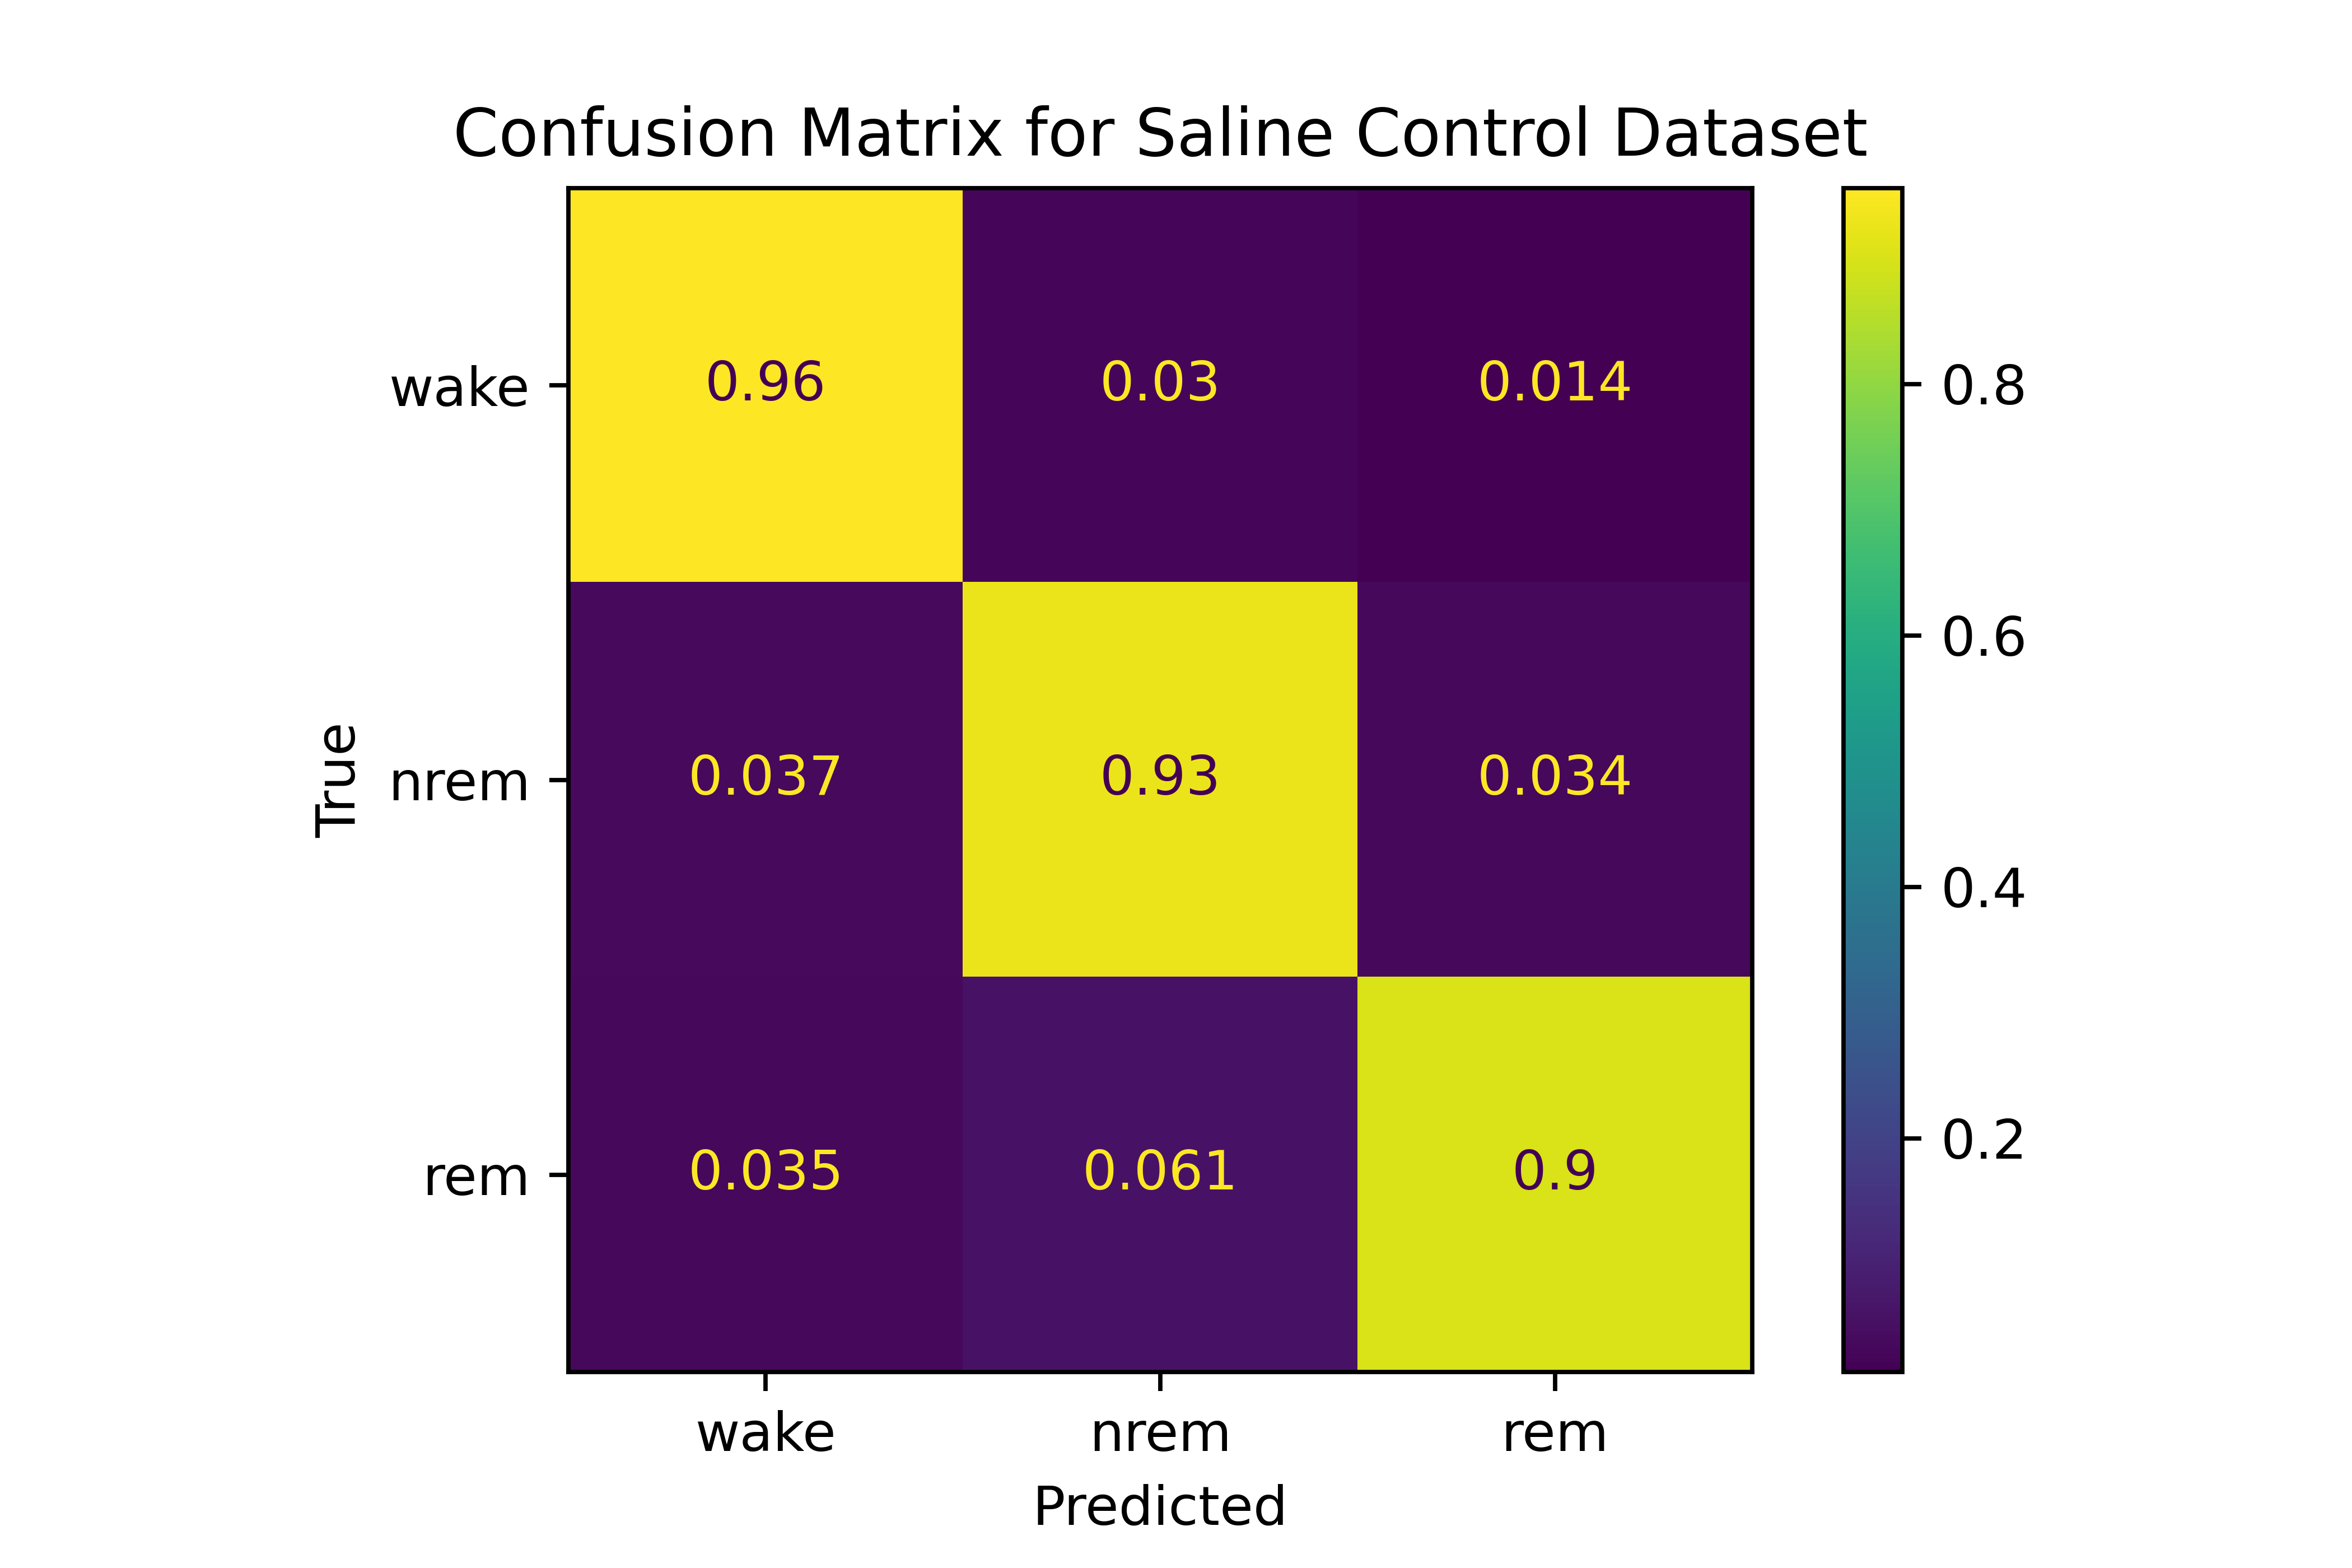 Confusion Matrix for Saline Control Dataset
wake 0.96 0.03 0.014
nrem 0.037 0.93 0.034
rem 0.035 0.061 0.9
True
wake nrem rem
Predicted
0.8
0.6
0.4
0.2